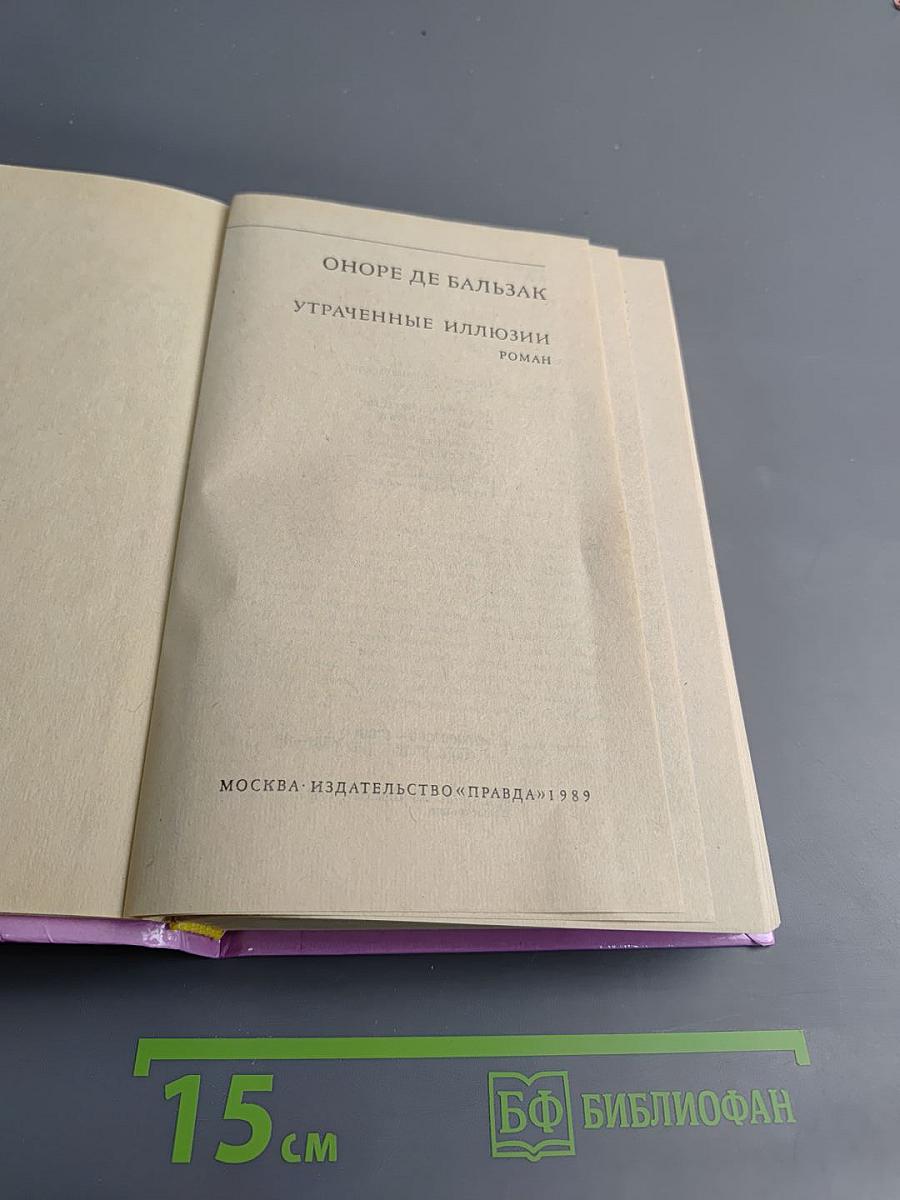 ОНОРЕ ДЕ БАЛЬЗАК
УТРАЧЕННЫЕ ИЛЛЮЗИИ
РОМАН
МОСКВА·ИЗДАТЕЛЬСТВО«ПРАВДА»1989
15 см
БФ БИБЛИОФАН